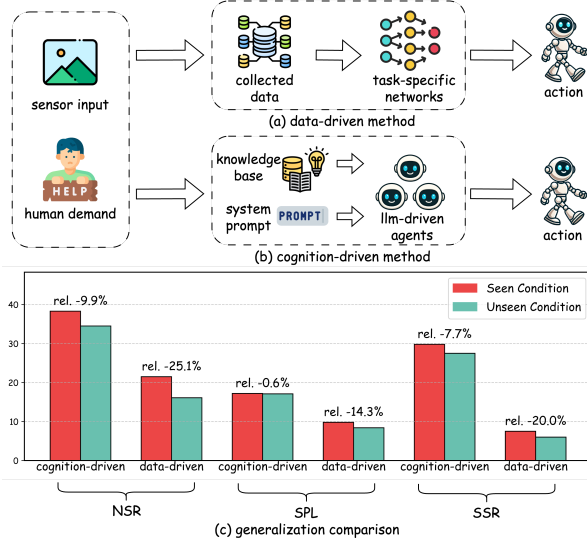 sensor input
HELP
human demand
collected
data
task-specific
networks
action
(a) data-driven method
knowledge
base
system
prompt
PROMPT
llm-driven
agents
action
(b) cognition-driven method
Seen Condition
Unseen Condition
40
30
20
10
0
rel. -9.9%
rel. -25.1%
rel. -0.6%
rel. -14.3%
rel. -7.7%
rel. -20.0%
cognition-driven data-driven cognition-driven data-driven cognition-driven data-driven
NSR SPL SSR
(c) generalization comparison